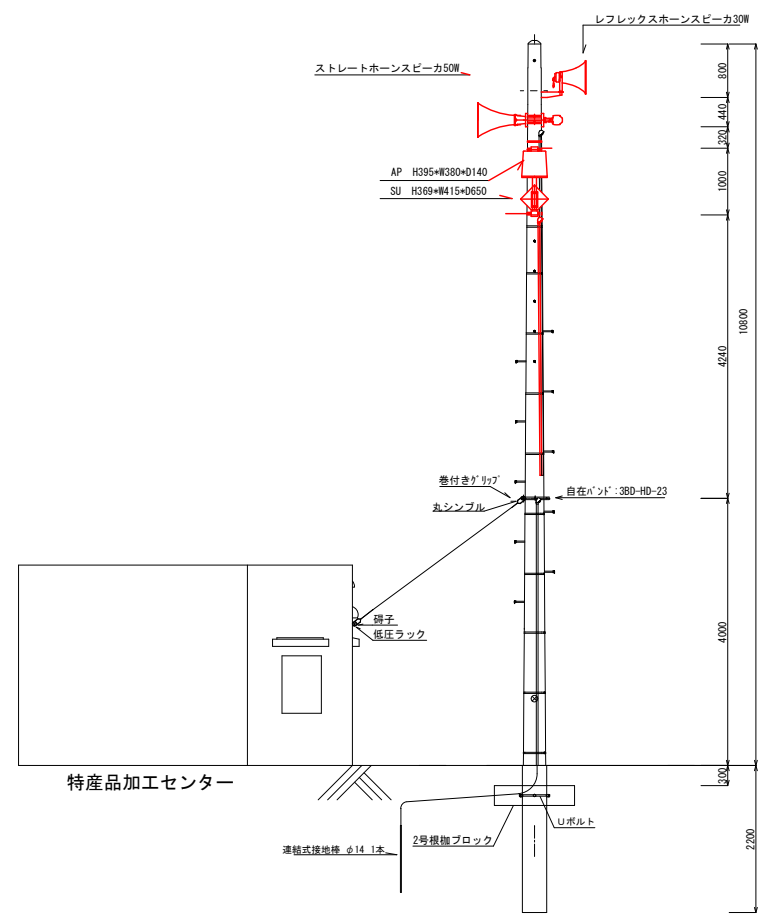 レフレックスホーンスピーカ30W
ストレートホーンスピーカ50W
800
440
320
AP H395*W380*D140
SU H369*W415*D650
1000
10800
4240
巻付きグリップ
自在バンド:3BD-HD-23
丸シンブル
碍子
低圧ラック
4000
特産品加工センター
300
Uボルト
2号根枷ブロック
連結式接地棒 φ14 1本
2200